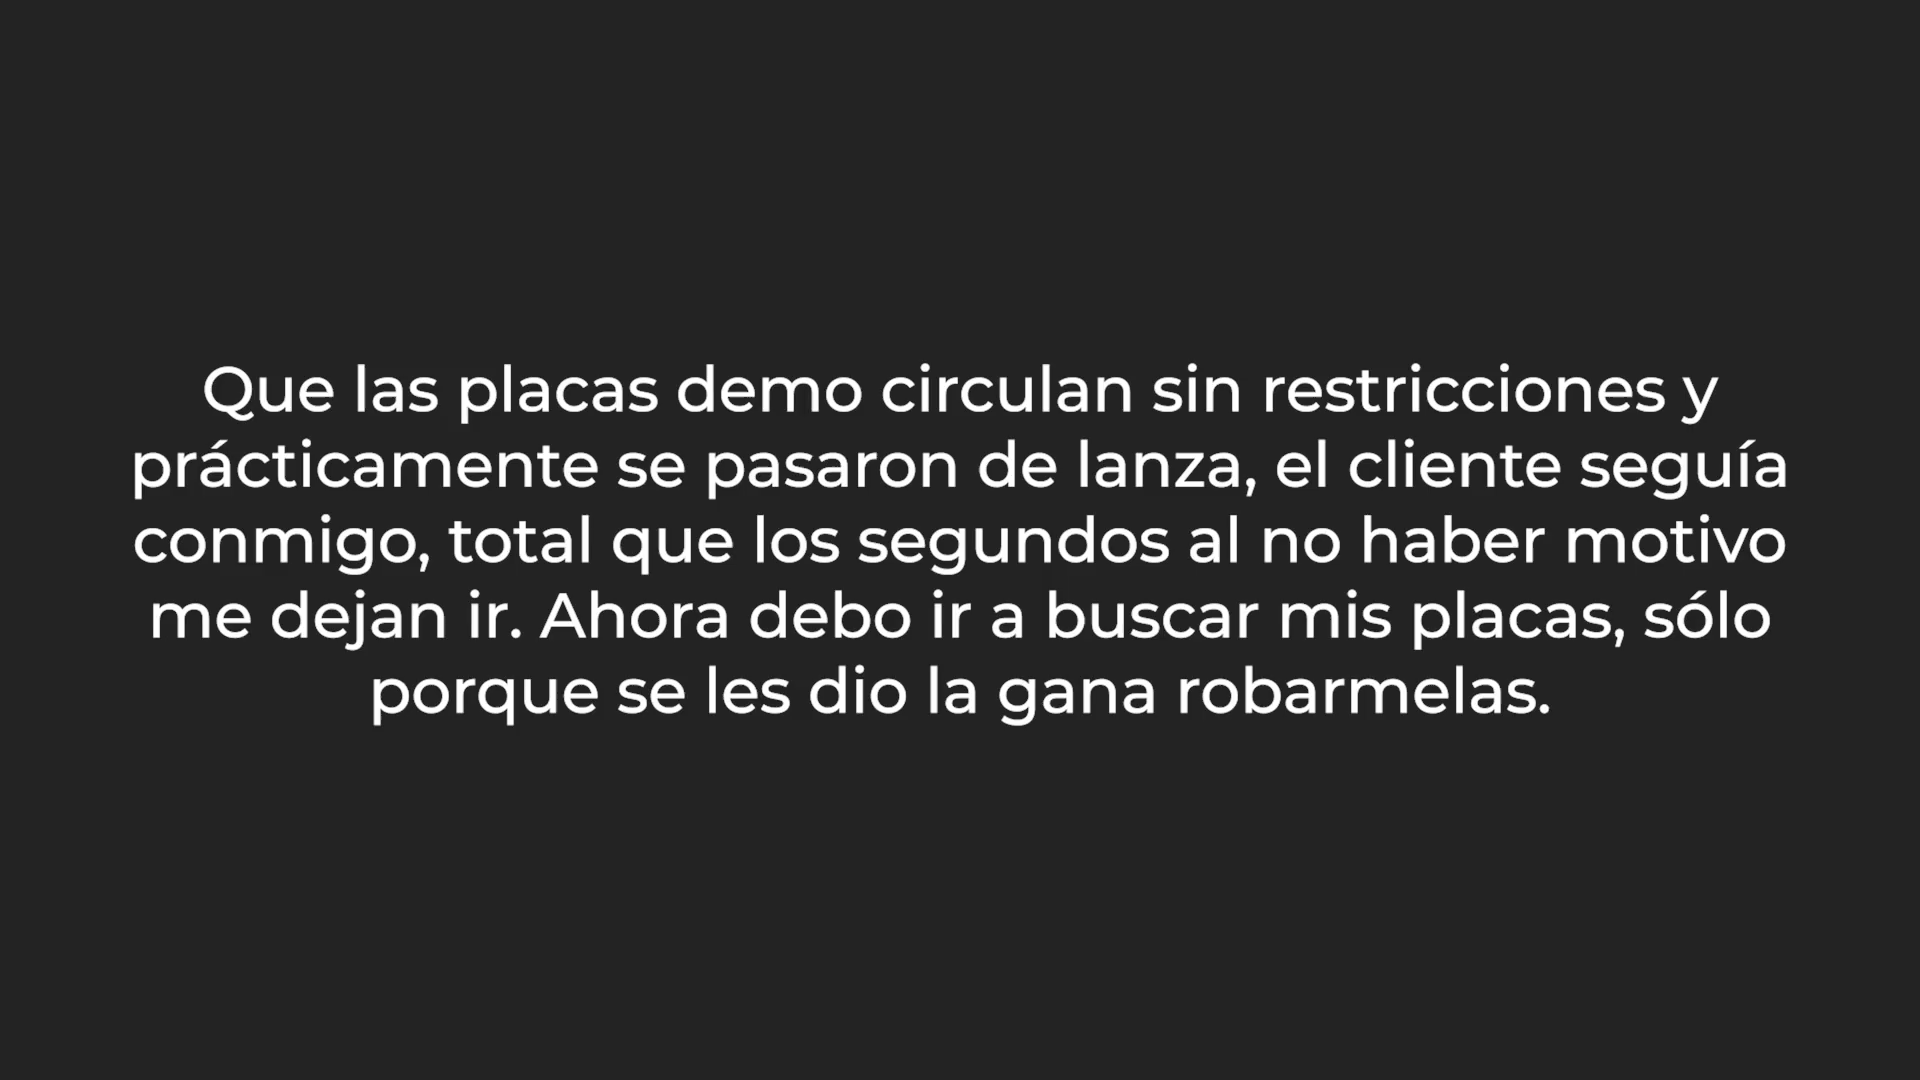 Que las placas demo circulan sin restricciones y
prácticamente se pasaron de lanza, el cliente seguía
conmigo, total que los segundos al no haber motivo
me dejan ir. Ahora debo ir a buscar mis placas, sólo
porque se les dio la gana robarmelas.